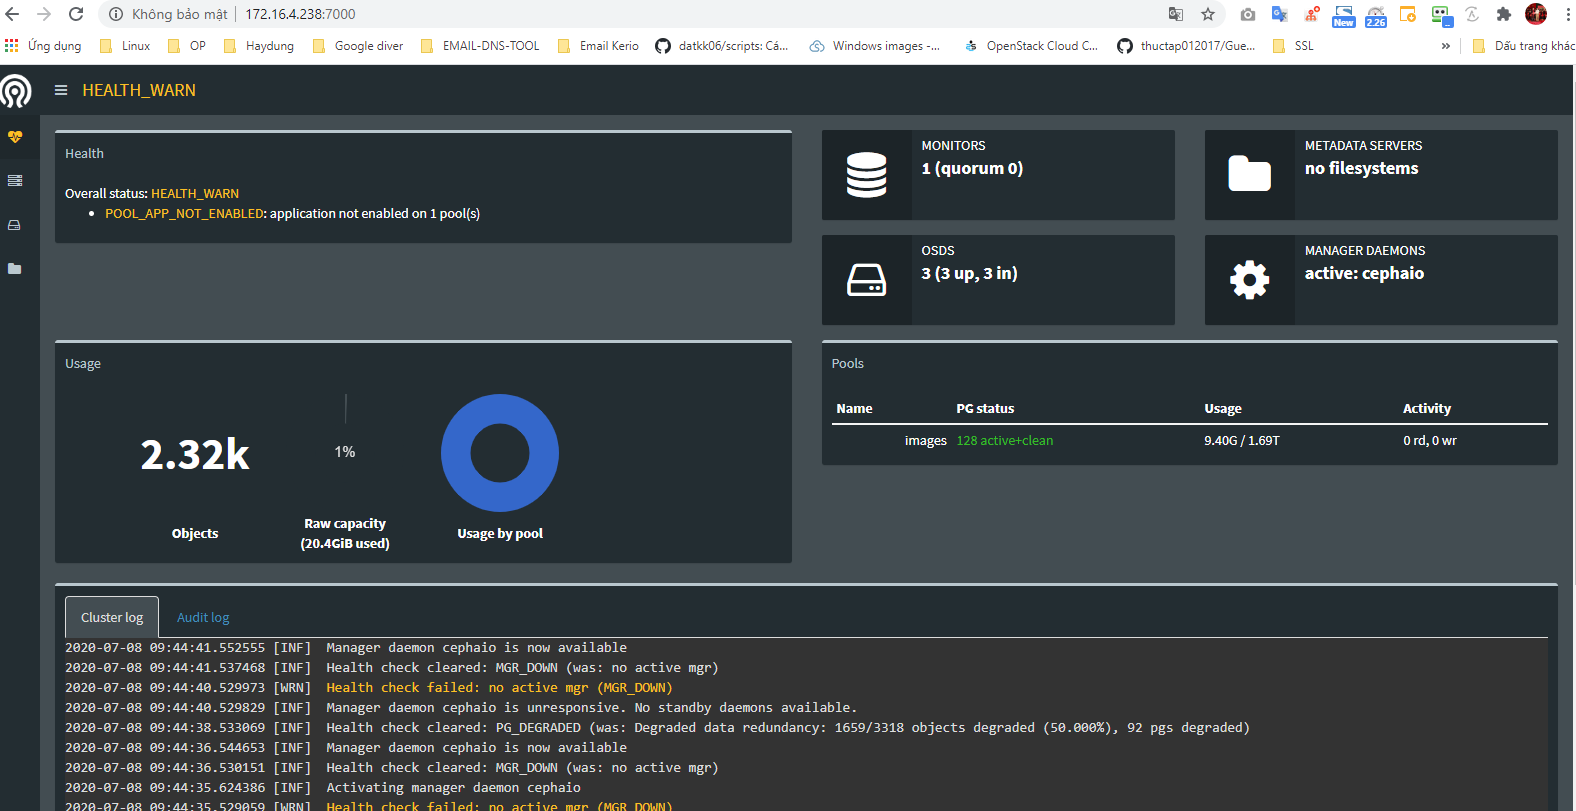 Không bảo mật | 172.16.4.238:7000
Ứng dụng Linux OP Haydung Google diver EMAIL-DNS-TOOL Email Kerio datkk06/scripts: Cá... Windows images -... OpenStack Cloud C... thuctap012017/Gue... SSL » Dấu trang khác
New 2.26
HEALTH_WARN
Health
Overall status: HEALTH_WARN
• POOL_APP_NOT_ENABLED: application not enabled on 1 pool(s)
MONITORS
1 (quorum 0)
METADATA SERVERS
no filesystems
OSDS
3 (3 up, 3 in)
MANAGER DAEMONS
active: cephaio
Usage
2.32k
Objects
1%
Raw capacity
(20.4GiB used)
Usage by pool
Pools
Name PG status Usage Activity
images 128 active+clean 9.40G / 1.69T 0 rd, 0 wr
Cluster log Audit log
2020-07-08 09:44:41.552555 [INF] Manager daemon cephaio is now available
2020-07-08 09:44:41.537468 [INF] Health check cleared: MGR_DOWN (was: no active mgr)
2020-07-08 09:44:40.529973 [WRN] Health check failed: no active mgr (MGR_DOWN)
2020-07-08 09:44:40.529829 [INF] Manager daemon cephaio is unresponsive. No standby daemons available.
2020-07-08 09:44:38.533069 [INF] Health check cleared: PG_DEGRADED (was: Degraded data redundancy: 1659/3318 objects degraded (50.000%), 92 pgs degraded)
2020-07-08 09:44:36.544653 [INF] Manager daemon cephaio is now available
2020-07-08 09:44:36.530151 [INF] Health check cleared: MGR_DOWN (was: no active mgr)
2020-07-08 09:44:35.624386 [INF] Activating manager daemon cephaio
2020-07-08 09:44:35.529059 [WRN] Health check failed: no active mgr (MGR_DOWN)